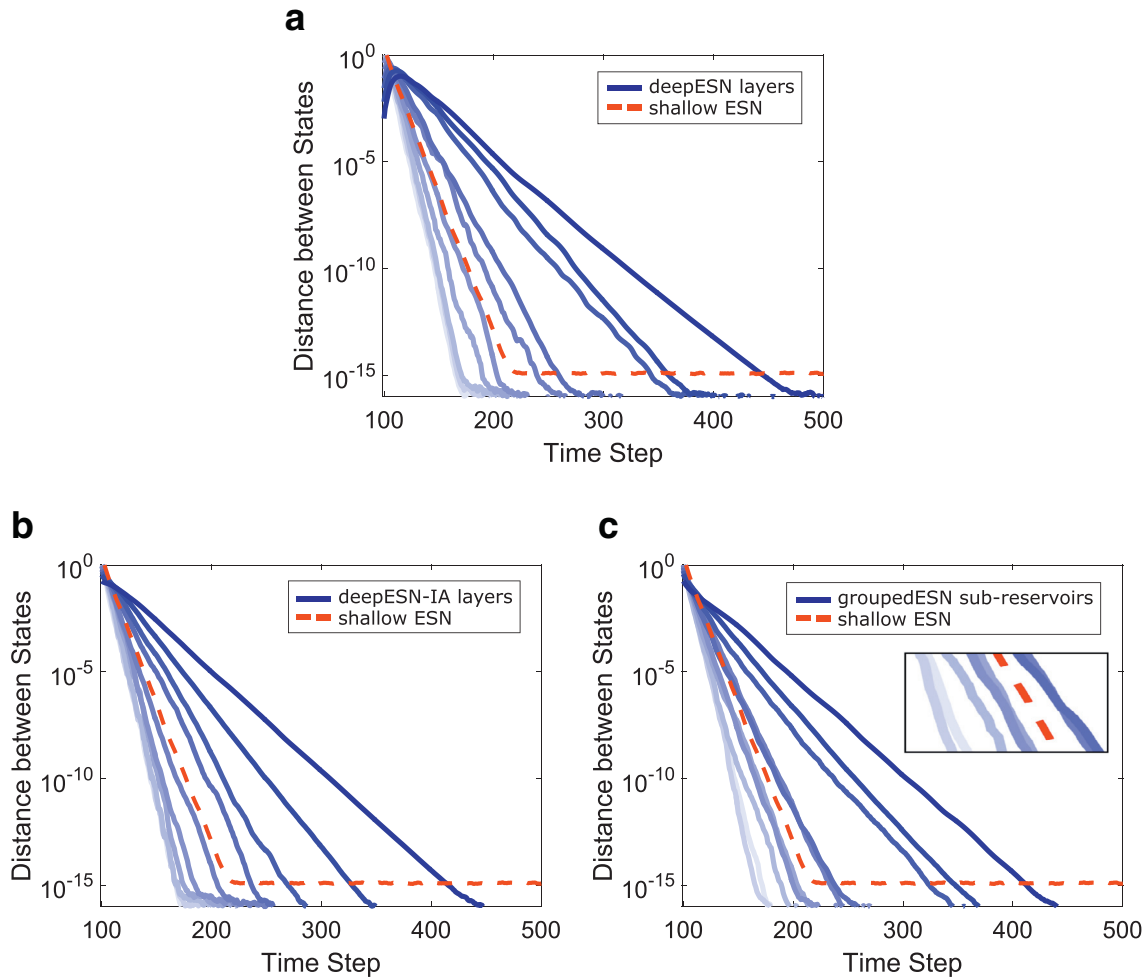 a
10^0
10^-5
10^-10
10^-15
Distance between States
deepESN layers
shallow ESN
100 200 300 400 500
Time Step
b
10^0
10^-5
10^-10
10^-15
Distance between States
deepESN-IA layers
shallow ESN
100 200 300 400 500
Time Step
c
10^0
10^-5
10^-10
10^-15
Distance between States
groupedESN sub-reservoirs
shallow ESN
100 200 300 400 500
Time Step